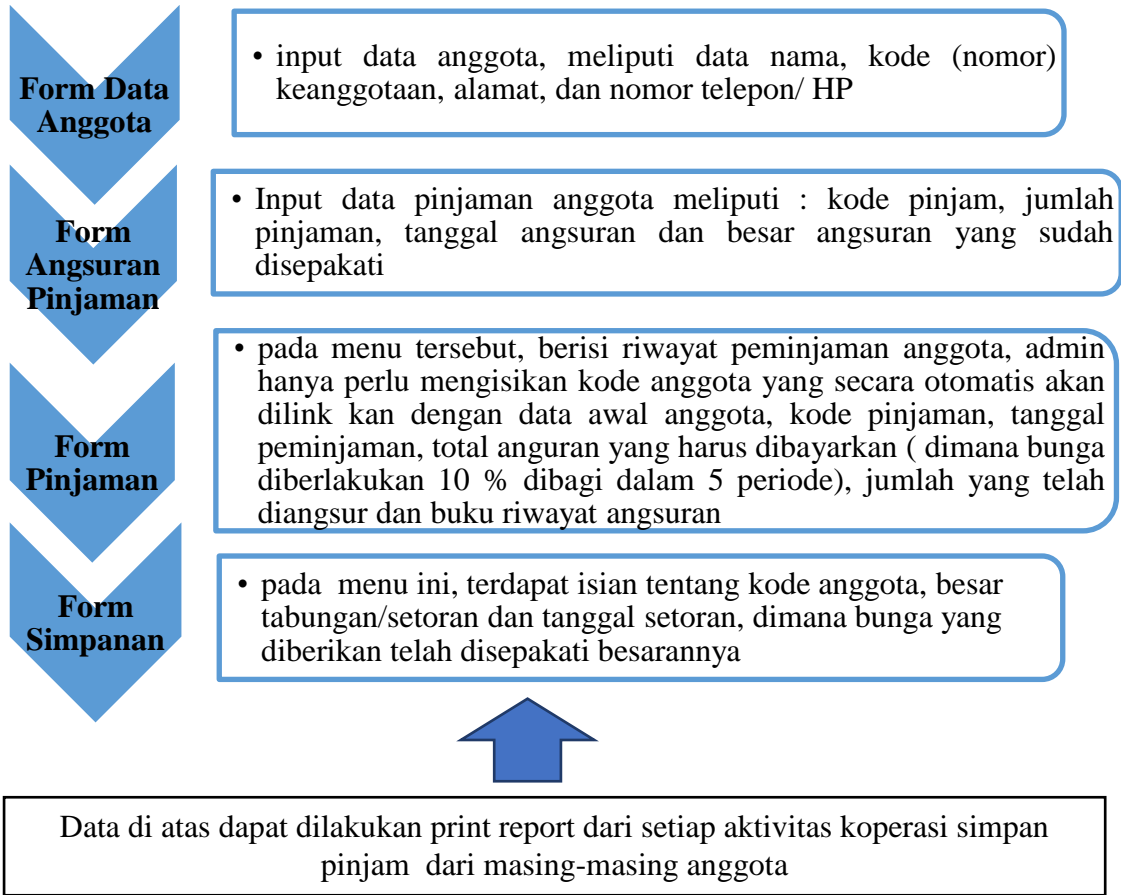 Form Data
Anggota
• input data anggota, meliputi data nama, kode (nomor)
keanggotaan, alamat, dan nomor telepon/ HP
Form
Angsuran
Pinjaman
• Input data pinjaman anggota meliputi : kode pinjam, jumlah
pinjaman, tanggal angsuran dan besar angsuran yang sudah
disepakati
Form
Pinjaman
• pada menu tersebut, berisi riwayat peminjaman anggota, admin
hanya perlu mengisikan kode anggota yang secara otomatis akan
dilink kan dengan data awal anggota, kode pinjaman, tanggal
peminjaman, total anguran yang harus dibayarkan ( dimana bunga
diberlakukan 10 % dibagi dalam 5 periode), jumlah yang telah
diangsur dan buku riwayat angsuran
Form
Simpanan
• pada menu ini, terdapat isian tentang kode anggota, besar
tabungan/setoran dan tanggal setoran, dimana bunga yang
diberikan telah disepakati besarannya
Data di atas dapat dilakukan print report dari setiap aktivitas koperasi simpan
pinjam dari masing-masing anggota